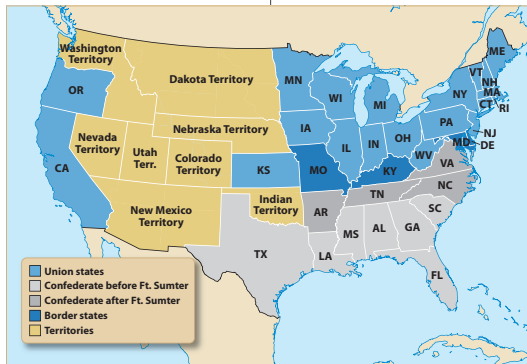 Washington
Territory
ME
VT
Dakota Territory
MN
NH
OR
MA
WI
NY
CT
RI
MI
Nebraska Territory
IA
PA
Nevada
Territory
NJ
OH
DE
Utah
Terr.
IL
IN
MD
Colorado
Territory
WV
CA
KS
MO
KY
VA
NC
Indian
Territory
TN
New Mexico
Territory
AR
SC
MS
AL
GA
TX
LA
FL
Union states
Confederate before Ft. Sumter
Confederate after Ft. Sumter
Border states
Territories